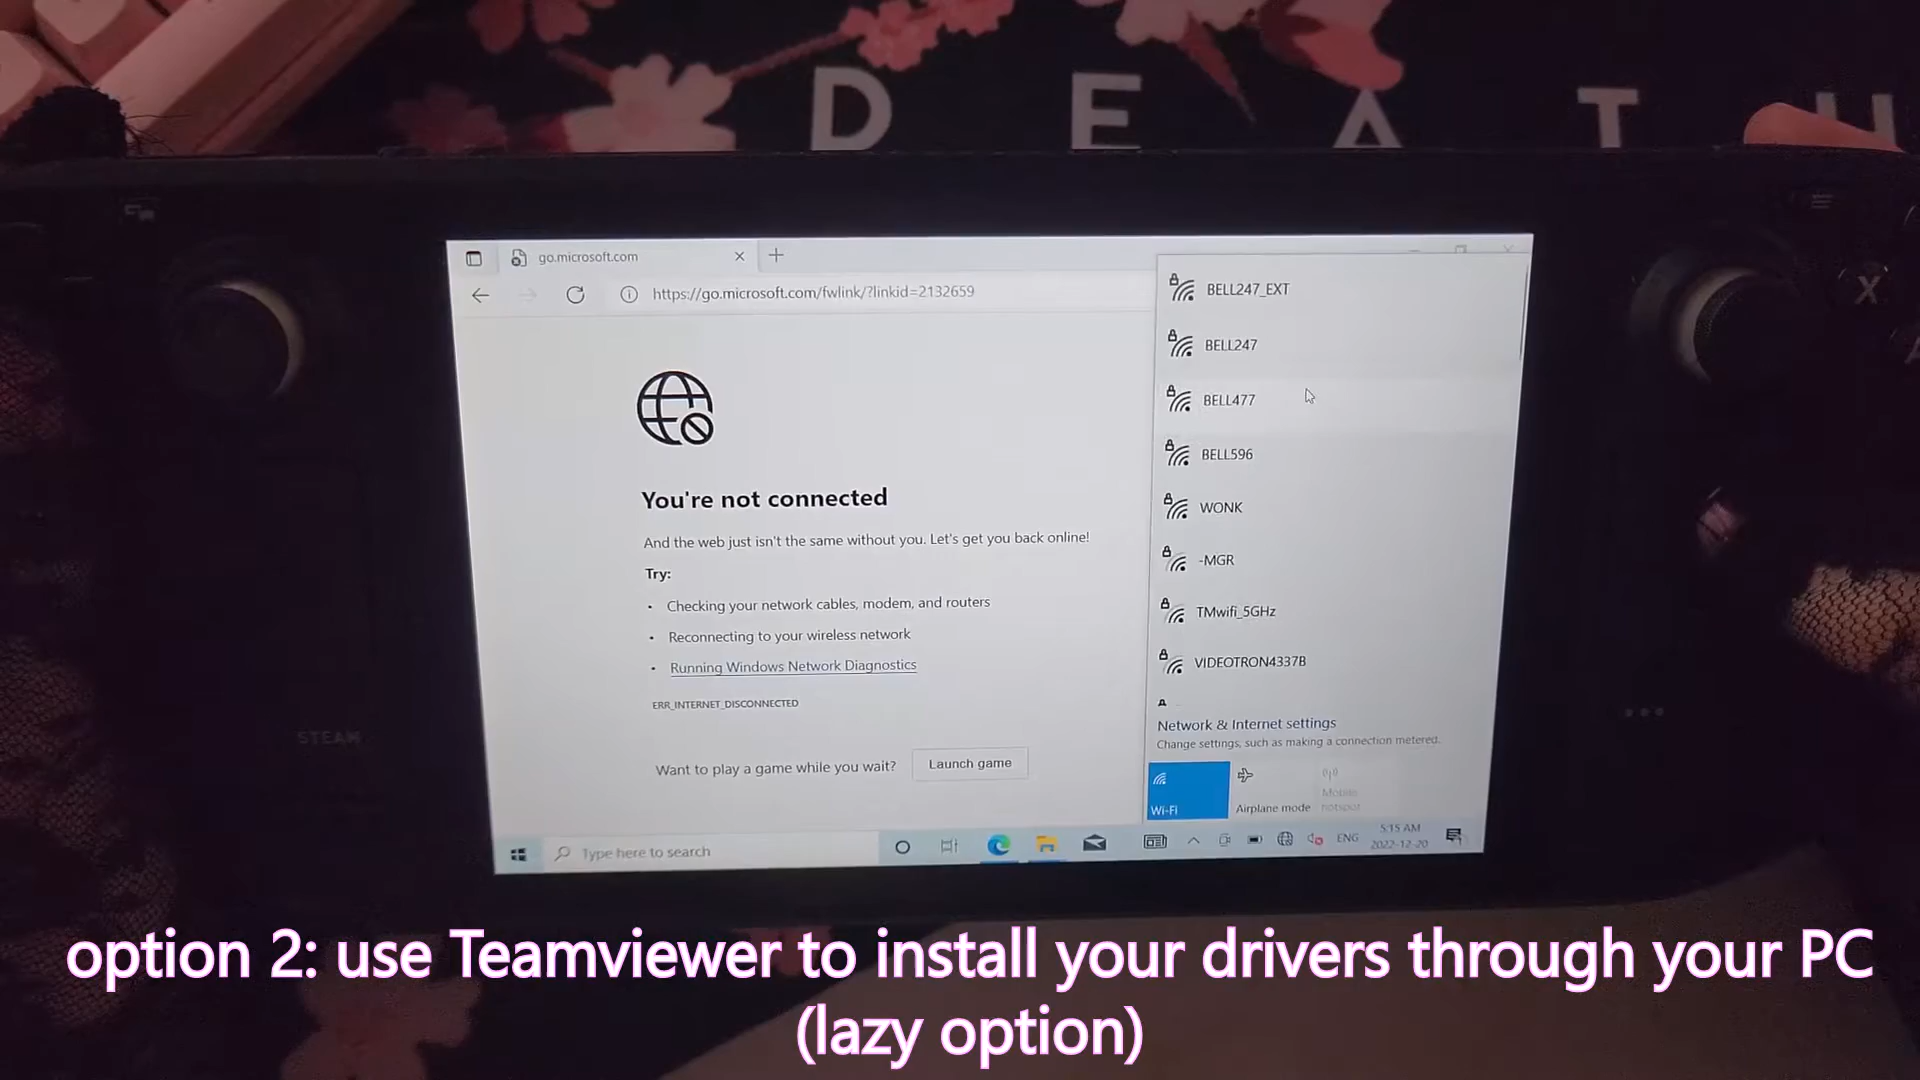 D E A T H
X
go.microsoft.com
https://go.microsoft.com/fwlink/?linkid=2132659
BELL247_EXT
BELL247
BELL477
BELL596
WONK
-MGR
TMwifi_5GHz
VIDEOTRON4337B
You're not connected
And the web just isn't the same without you. Let's get you back online!
Try:
• Checking your network cables, modem, and routers
• Reconnecting to your wireless network
• Running Windows Network Diagnostics
ERR_INTERNET_DISCONNECTED
Want to play a game while you wait?
Launch game
Network & Internet settings
Change settings, such as making a connection metered.
Wi-Fi
Airplane mode
Mobile
hotspot
STEAM
Type here to search
ENG
5:15 AM
2022-12-20
option 2: use Teamviewer to install your drivers through your PC
(lazy option)